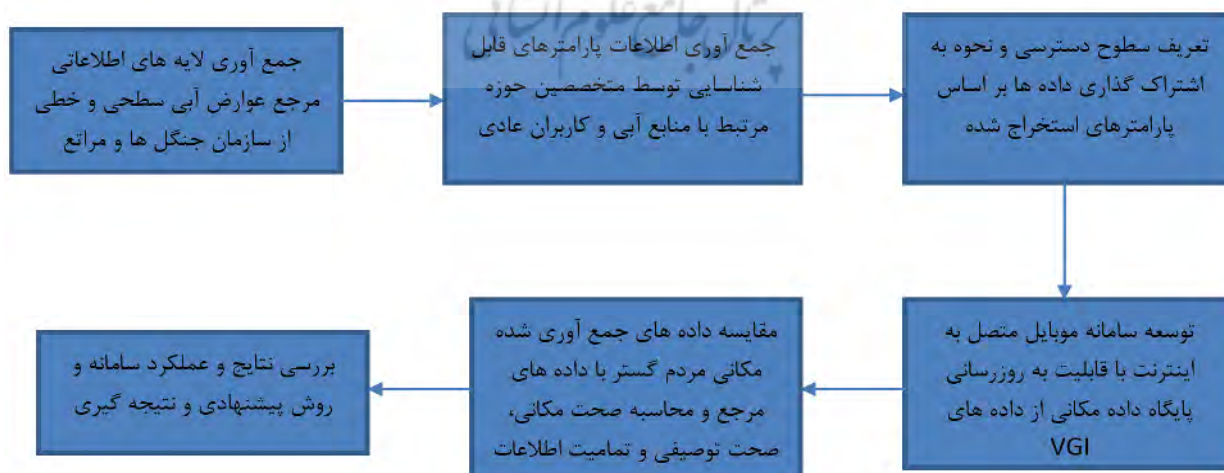 پرتال جامع علوم انسانی
جمع آوری لایه های اطلاعاتی
مرجع عوارض آبی سطحی و خطی
از سازمان جنگل ها و مراتع
جمع آوری اطلاعات پارامترهای قابل
شناسایی توسط متخصصین حوزه
مرتبط با منابع آبی و کاربران عادی
تعریف سطوح دسترسی و نحوه به
اشتراک گذاری داده ها بر اساس
پارامترهای استخراج شده
توسعه سامانه موبایل متصل به
اینترنت با قابلیت به روزرسانی
پایگاه داده مکانی از داده های
VGI
مقایسه داده های جمع آوری شده
مکانی مردم گستر با داده های
مرجع و محاسبه صحت مکانی،
صحت توصیفی و تمامیت اطلاعات
بررسی نتایج و عملکرد سامانه و
روش پیشنهادی و نتیجه گیری